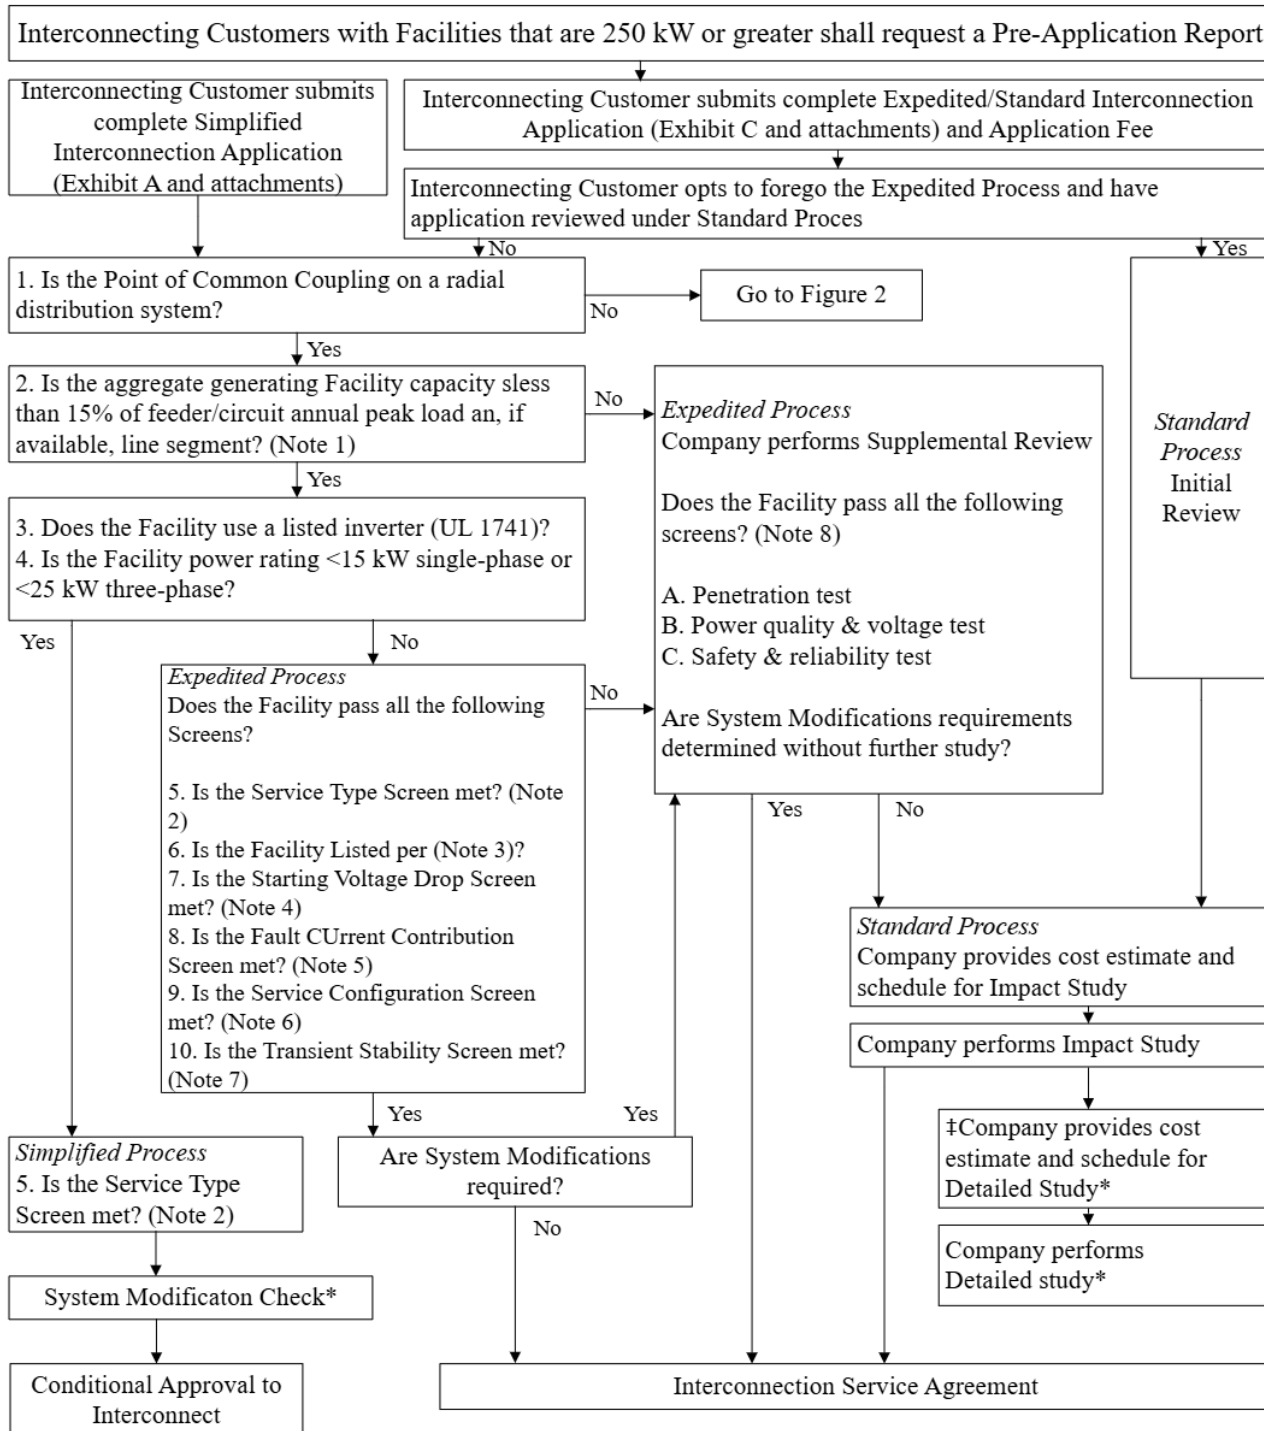 Interconnecting Customers with Facilities that are 250 kW or greater shall request a Pre-Application Report
Interconnecting Customer submits
complete Simplified
Interconnection Application
(Exhibit A and attachments)
Interconnecting Customer submits complete Expedited/Standard Interconnection
Application (Exhibit C and attachments) and Application Fee
Interconnecting Customer opts to forego the Expedited Process and have
application reviewed under Standard Proces
No
Yes
1. Is the Point of Common Coupling on a radial
distribution system?
No
Go to Figure 2
Yes
2. Is the aggregate generating Facility capacity sless
than 15% of feeder/circuit annual peak load an, if
available, line segment? (Note 1)
No
Yes
3. Does the Facility use a listed inverter (UL 1741)?
4. Is the Facility power rating <15 kW single-phase or
<25 kW three-phase?
Yes
No
Expedited Process
Company performs Supplemental Review
Does the Facility pass all the following
screens? (Note 8)
A. Penetration test
B. Power quality & voltage test
C. Safety & reliability test
Are System Modifications requirements
determined without further study?
Yes
No
Standard
Process
Initial
Review
Expedited Process
Does the Facility pass all the following
Screens?
5. Is the Service Type Screen met? (Note
2)
6. Is the Facility Listed per (Note 3)?
7. Is the Starting Voltage Drop Screen
met? (Note 4)
8. Is the Fault CUrrent Contribution
Screen met? (Note 5)
9. Is the Service Configuration Screen
met? (Note 6)
10. Is the Transient Stability Screen met?
(Note 7)
No
Yes
Are System Modifications
required?
Yes
No
Standard Process
Company provides cost estimate and
schedule for Impact Study
Company performs Impact Study
‡Company provides cost
estimate and schedule for
Detailed Study*
Company performs
Detailed study*
Simplified Process
5. Is the Service Type
Screen met? (Note 2)
System Modificaton Check*
Conditional Approval to
Interconnect
Interconnection Service Agreement